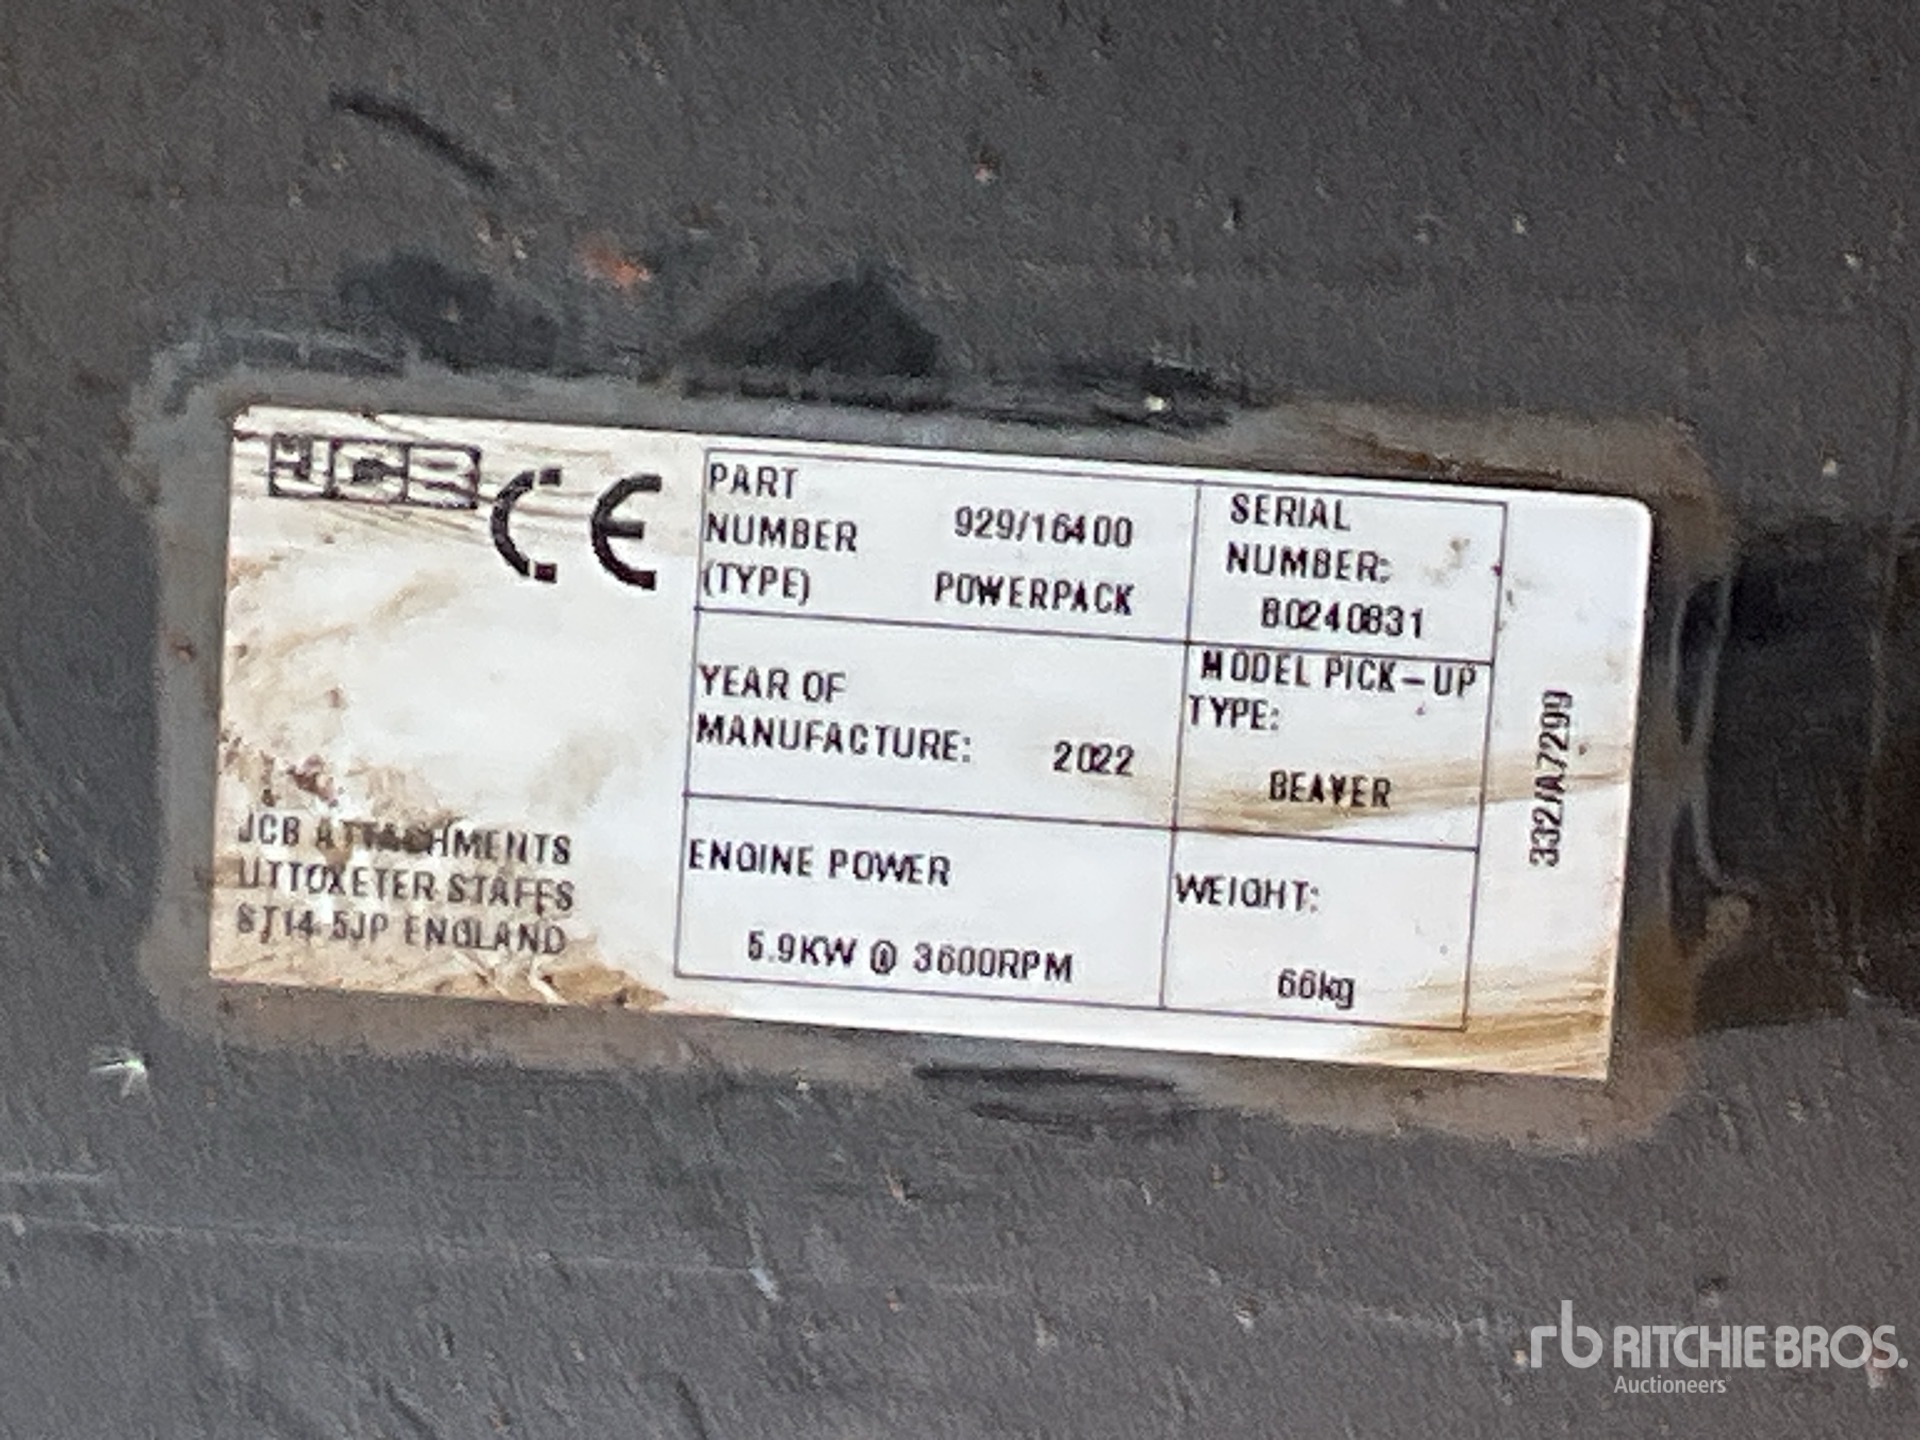 JCB CE
PART
NUMBER
(TYPE)
929/16400
POWERPACK
SERIAL
NUMBER:
B0240831
YEAR OF
MANUFACTURE: 2022
MODEL PICK-UP
TYPE:
BEAVER
ENGINE POWER
5.9KW @ 3600RPM
WEIGHT:
66kg
332/A7299
JCB ATTACHMENTS
UTTOXETER STAFFS
ST14 5JP ENGLAND
rb RITCHIE BROS.
Auctioneers